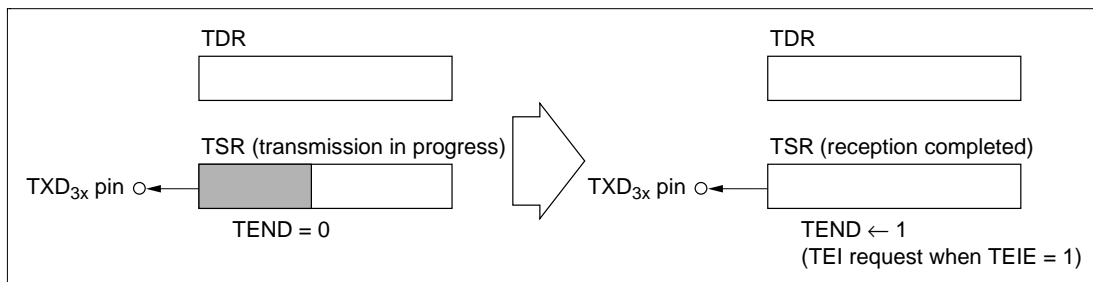 TDR
TSR (transmission in progress)
TXD3x pin
TEND = 0
TDR
TSR (reception completed)
TXD3x pin
TEND ← 1
(TEI request when TEIE = 1)